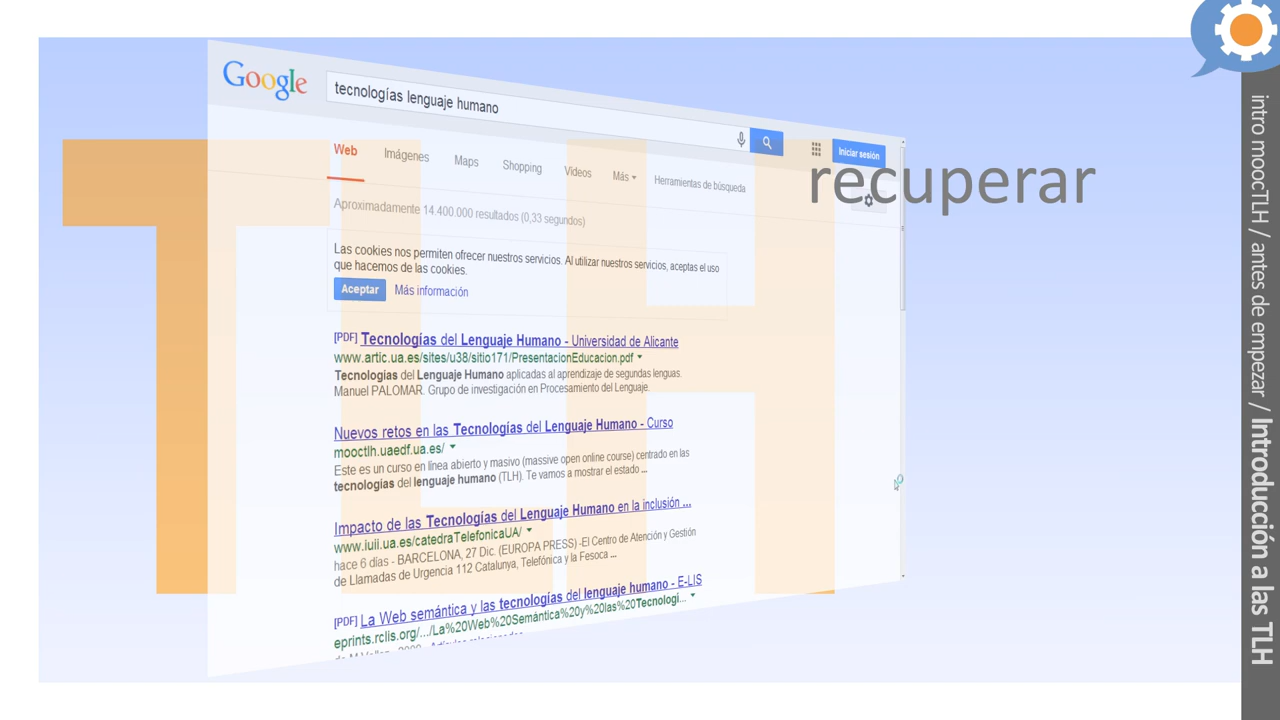 Google
tecnologías lenguaje humano
Web Imágenes Maps Shopping Vídeos Más Herramientas de búsqueda
Iniciar sesión
recuperar
Aproximadamente 14.400.000 resultados (0,33 segundos)
Las cookies nos permiten ofrecer nuestros servicios. Al utilizar nuestros servicios, aceptas el uso
que hacemos de las cookies.
Aceptar Más información
[PDF] Tecnologías del Lenguaje Humano - Universidad de Alicante
www.artic.ua.es/sites/u38/sitio171/PresentacionEducacion.pdf
Tecnologías del Lenguaje Humano aplicadas al aprendizaje de segundas lenguas.
Manuel PALOMAR. Grupo de investigación en Procesamiento del Lenguaje.
Nuevos retos en las Tecnologías del Lenguaje Humano - Curso
mooctlh.uaedf.ua.es/
Este es un curso en línea abierto y masivo (massive open online course) centrado en las
tecnologías del lenguaje humano (TLH). Te vamos a mostrar el estado ...
Impacto de las Tecnologías del Lenguaje Humano en la inclusión ...
www.iuii.ua.es/catedraTelefonicaUA/
hace 6 días - BARCELONA, 27 Dic. (EUROPA PRESS) -El Centro de Atención y Gestión
de Llamadas de Urgencia 112 Catalunya, Telefónica y la Fesoca ...
[PDF] La Web semántica y las tecnologías del lenguaje humano - E-LIS
eprints.rclis.org/.../La%20Web%20Semántica%20y%20las%20Tecnologí...
TLH
intro moocTLH / antes de empezar / Introducción a las TLH